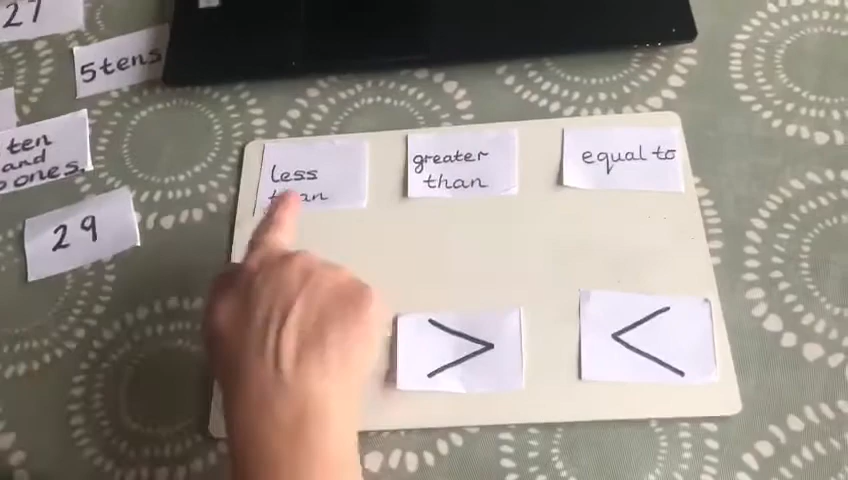 27
5tens
ten
and
ones.
29
less
than
greater
than
equal to
>
<